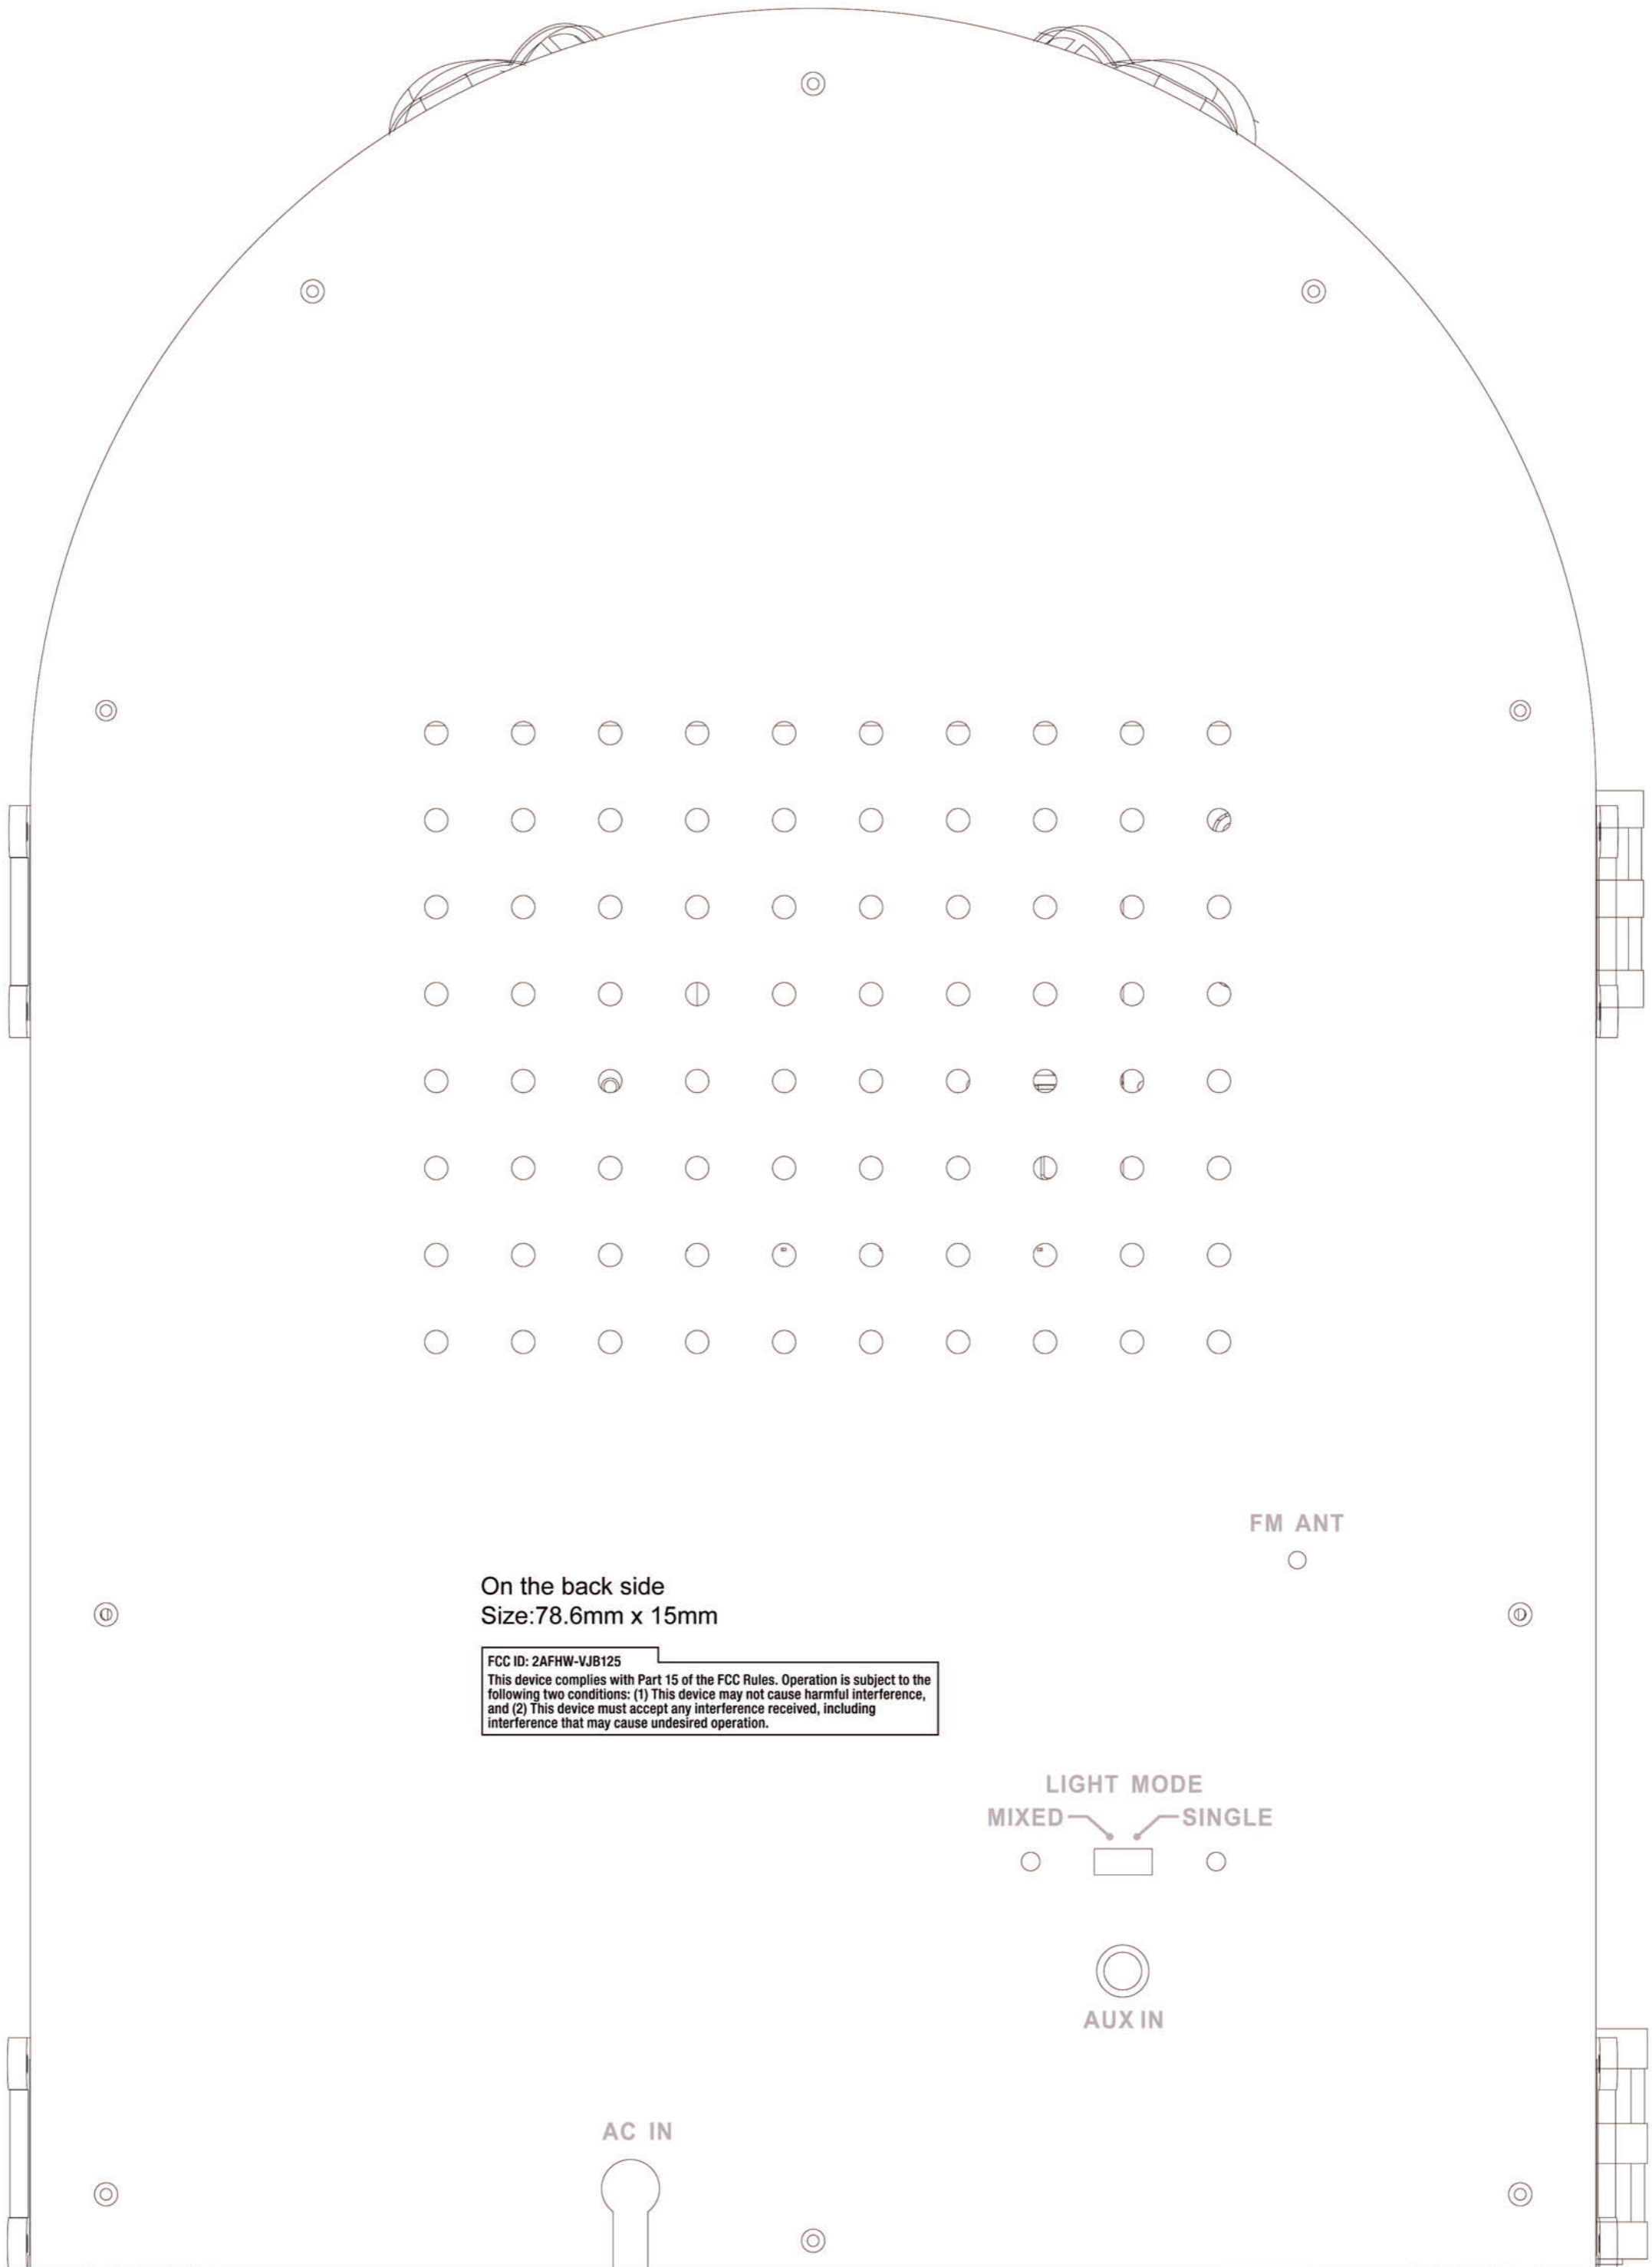 FM ANT
On the back side
Size:78.6mm x 15mm
FCC ID: 2AFHW-VJB125
This device complies with Part 15 of the FCC Rules. Operation is subject to the
following two conditions: (1) This device may not cause harmful interference,
and (2) This device must accept any interference received, including
interference that may cause undesired operation.
LIGHT MODE
MIXED SINGLE
AUX IN
AC IN